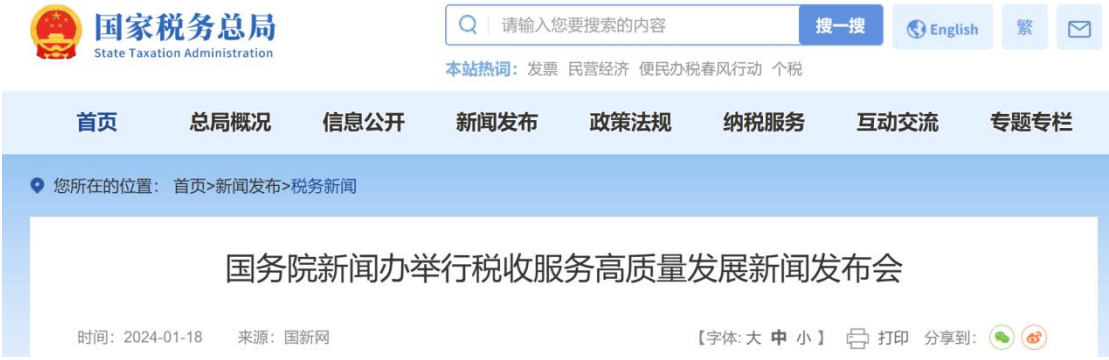 国家税务总局
State Taxation Administration
请输入您要搜索的内容 搜一搜 English 繁
本站热词：发票 民营经济 便民办税春风行动 个税
首页 总局概况 信息公开 新闻发布 政策法规 纳税服务 互动交流 专题专栏
您所在的位置： 首页>新闻发布>税务新闻
国务院新闻办举行税收服务高质量发展新闻发布会
时间：2024-01-18 来源：国新网 【字体:大 中 小】 打印 分享到：